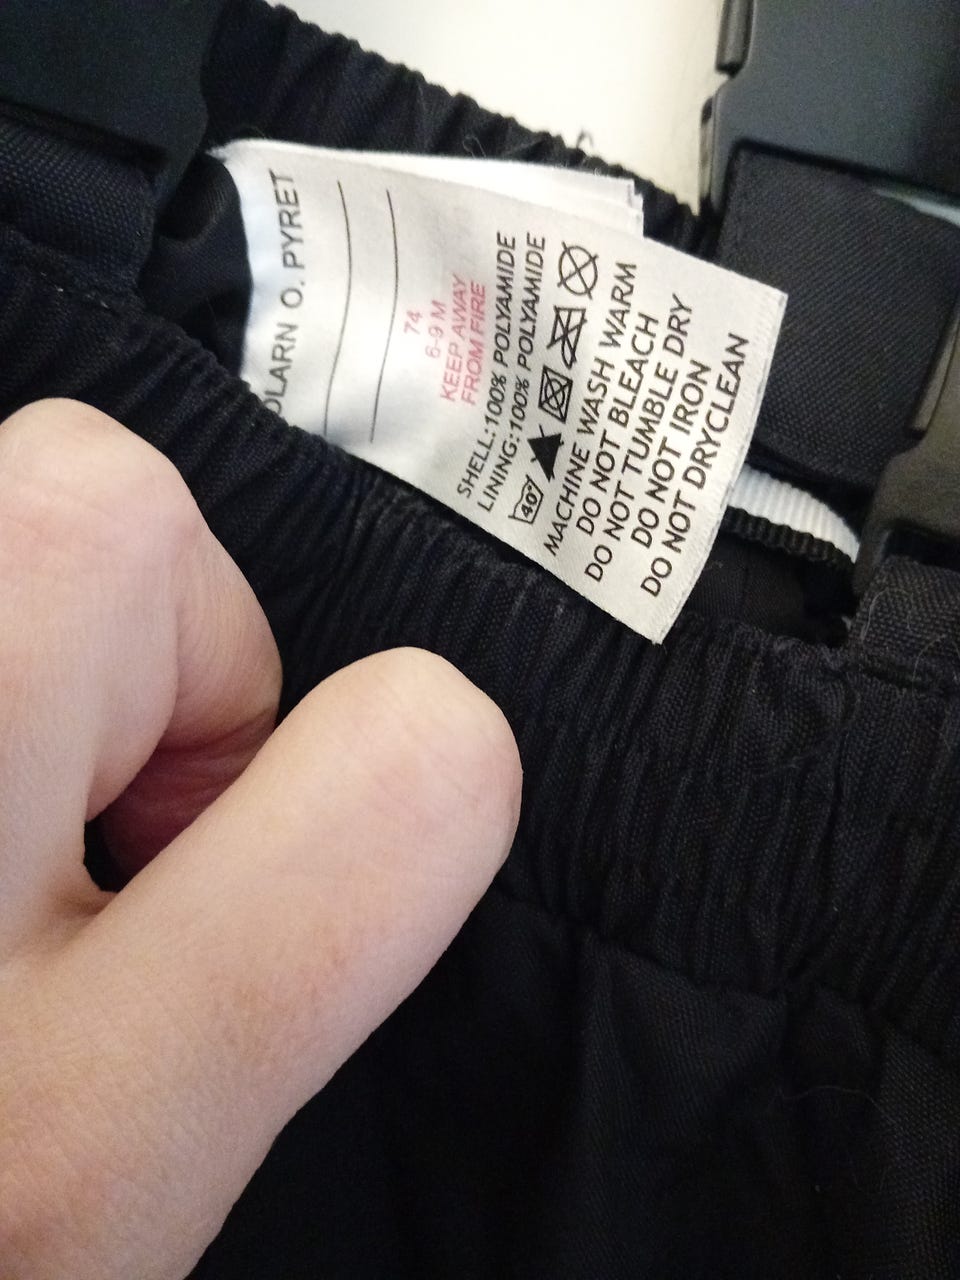 OLARN O. PYRET
74
6-9 M
KEEP AWAY
FROM FIRE
SHELL:100% POLYAMIDE
LINING:100% POLYAMIDE
40°
MACHINE WASH WARM
DO NOT BLEACH
DO NOT TUMBLE DRY
DO NOT IRON
DO NOT DRYCLEAN